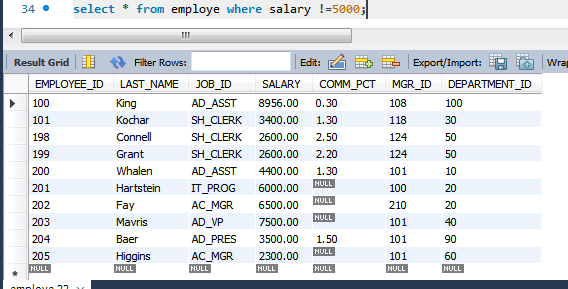 34 select * from employe where salary !=5000;
Result Grid Filter Rows: Edit: Export/Import: Wrap
EMPLOYEE_ID LAST_NAME JOB_ID SALARY COMM_PCT MGR_ID DEPARTMENT_ID
100 King AD_ASST 8956.00 0.30 108 100
101 Kochar SH_CLERK 3400.00 1.30 118 30
198 Connell SH_CLERK 2600.00 2.50 124 50
199 Grant SH_CLERK 2600.00 2.20 124 50
200 Whalen AD_ASST 4400.00 1.30 101 10
201 Hartstein IT_PROG 6000.00 NULL 100 20
202 Fay AC_MGR 6500.00 NULL 210 20
203 Mavris AD_VP 7500.00 NULL 101 40
204 Baer AD_PRES 3500.00 1.50 101 90
205 Higgins AC_MGR 2300.00 NULL 101 60
NULL NULL NULL NULL NULL NULL NULL
employe 22